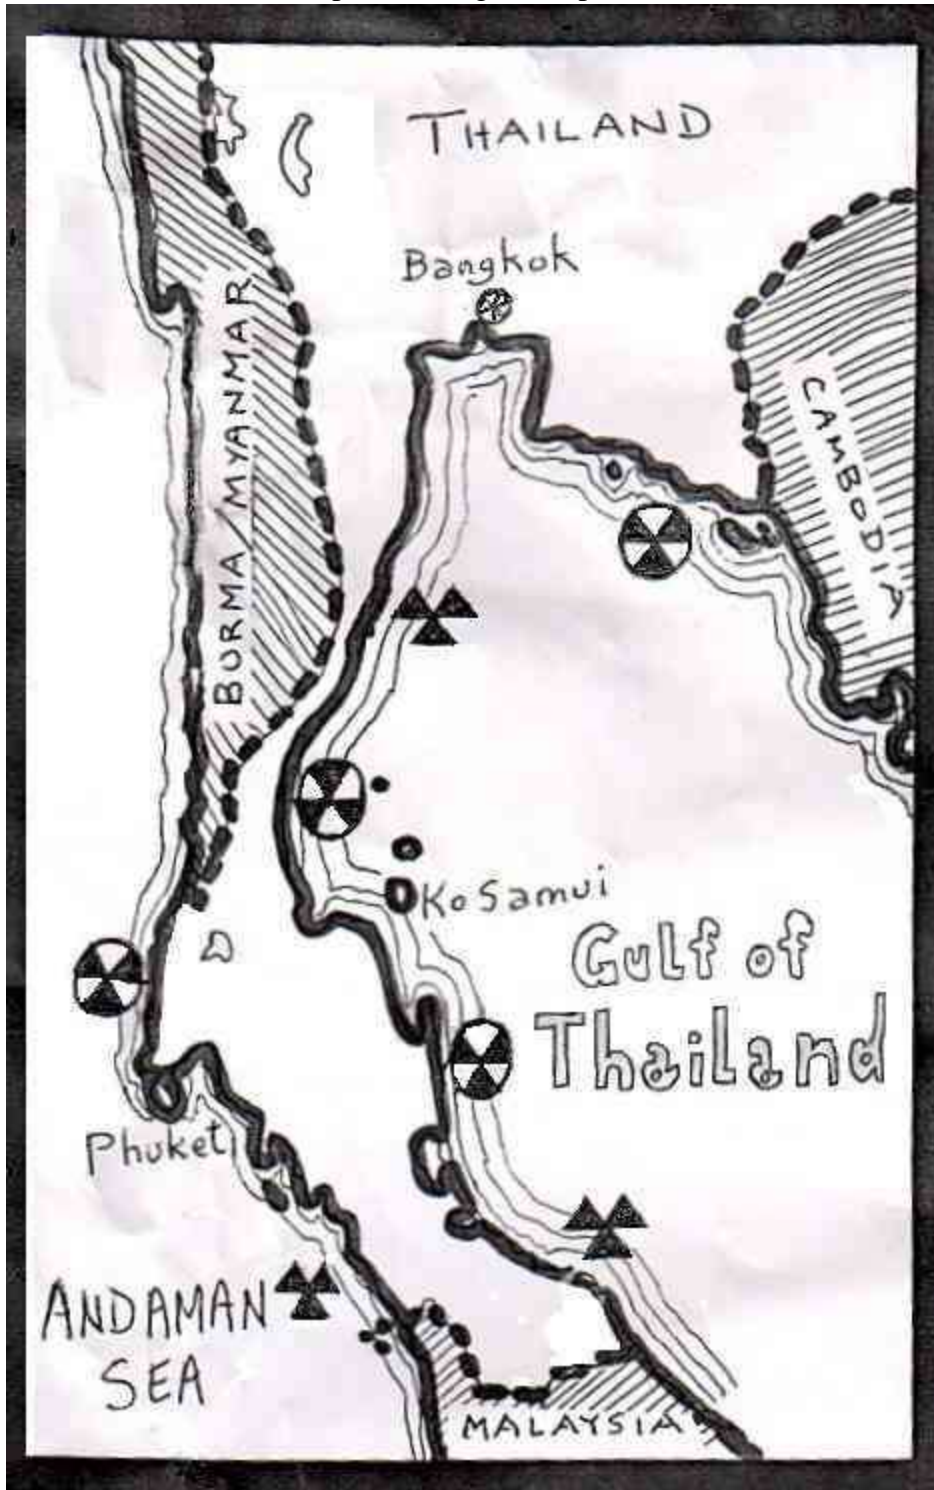 THAILAND
Bangkok
BURMA/MYANMAR
CAMBODIA
Ko Samui
Gulf of
Thailand
Phuket
ANDAMAN
SEA
MALAYSIA